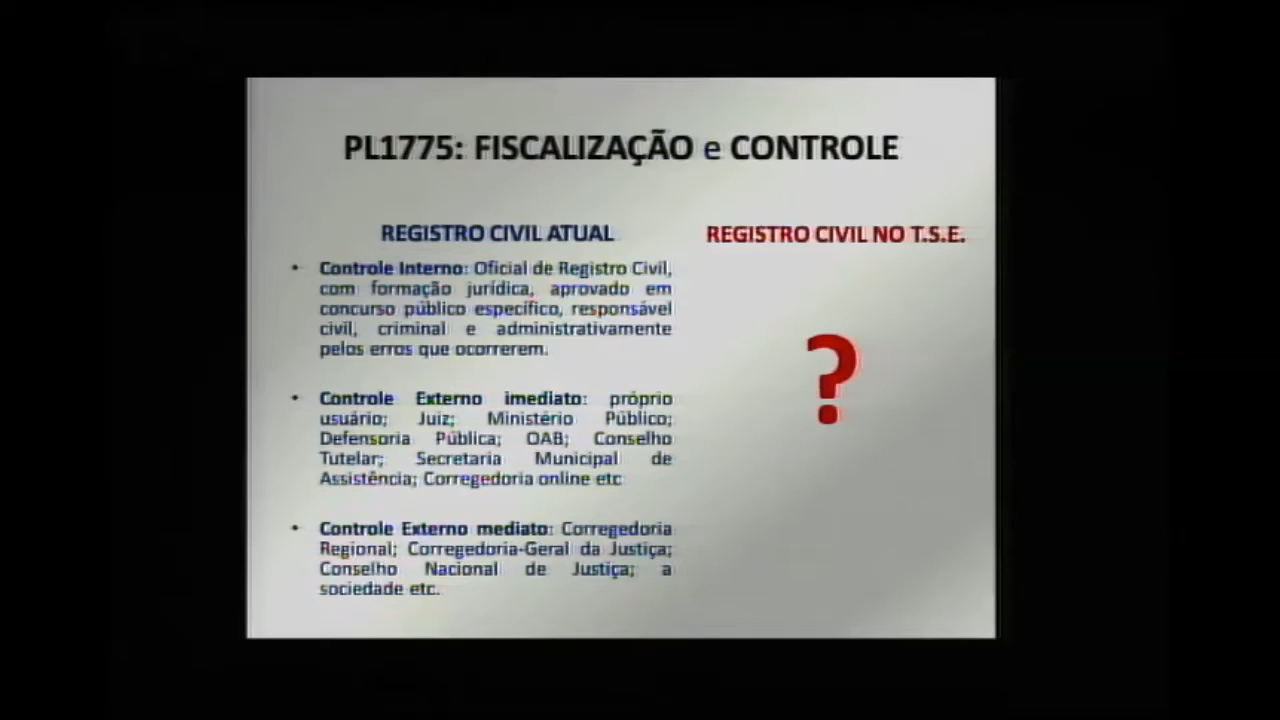 PL1775: FISCALIZAÇÃO e CONTROLE
REGISTRO CIVIL ATUAL
• Controle Interno: Oficial de Registro Civil,
com formação jurídica, aprovado em
concurso público específico, responsável
civil, criminal e administrativamente
pelos erros que ocorrerem.
• Controle Externo imediato: próprio
usuário; Juiz; Ministério Público;
Defensoria Pública; OAB; Conselho
Tutelar; Secretaria Municipal de
Assistência; Corregedoria online etc
• Controle Externo mediato: Corregedoria
Regional; Corregedoria-Geral da Justiça;
Conselho Nacional de Justiça; a
sociedade etc.
REGISTRO CIVIL NO T.S.E.
?